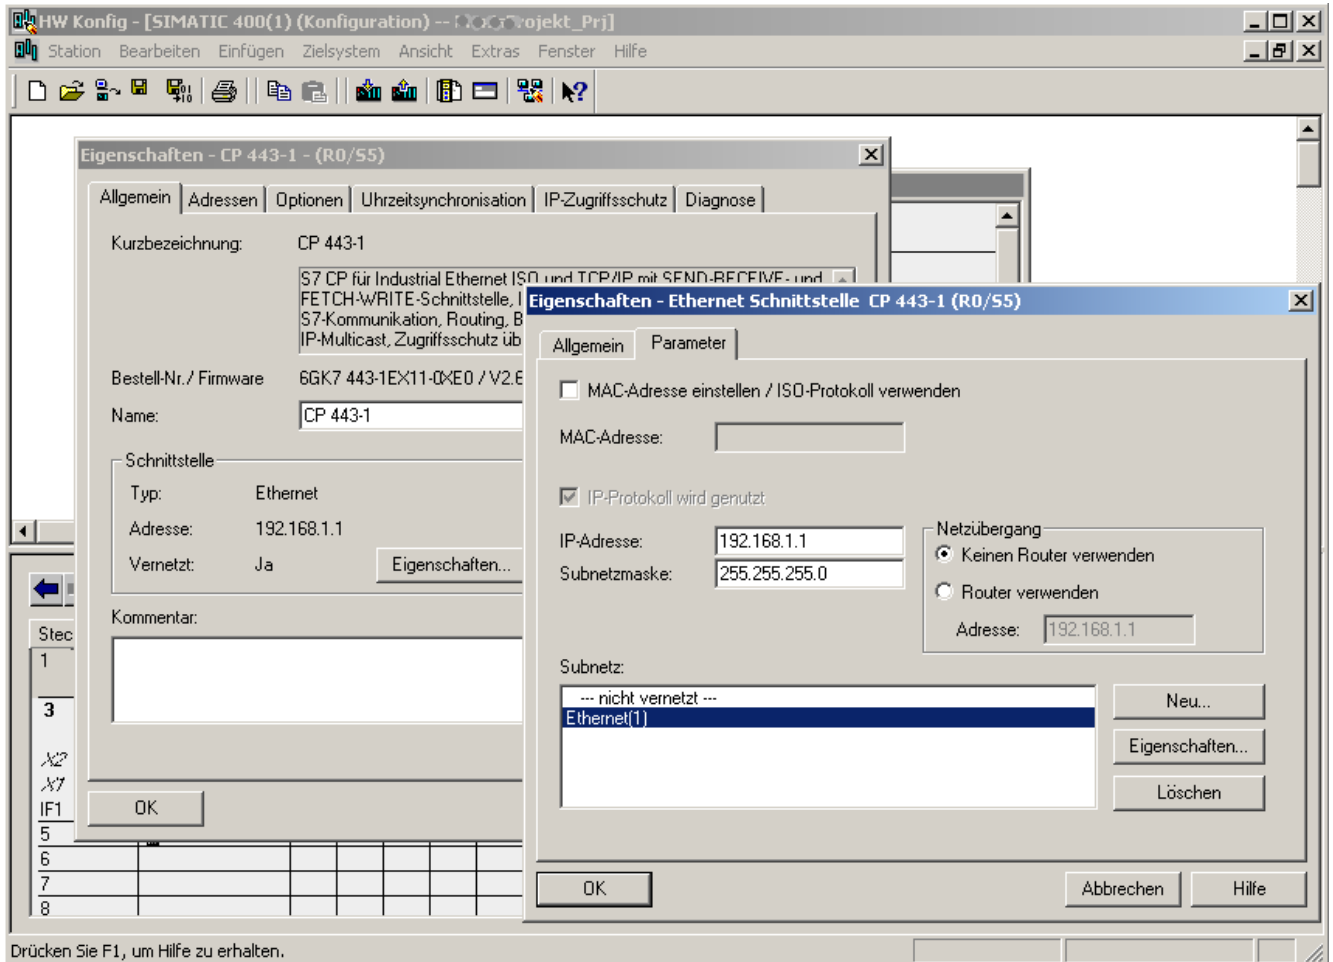 HW Konfig - [SIMATIC 400(1) (Konfiguration) -- rojekt_Prj]
Station Bearbeiten Einfügen Zielsystem Ansicht Extras Fenster Hilfe
Eigenschaften - CP 443-1 - (R0/S5)
Allgemein Adressen Optionen Uhrzeitsynchronisation IP-Zugriffsschutz Diagnose
Kurzbezeichnung: CP 443-1
S7 CP für Industrial Ethernet ISO und TCP/IP mit SEND-RECEIVE- und
FETCH-WRITE-Schnittstelle,
S7-Kommunikation, Routing, B
IP-Multicast, Zugriffsschutz üb
Bestell-Nr./ Firmware 6GK7 443-1EX11-0XE0 / V2.6
Name: CP 443-1
Schnittstelle
Typ: Ethernet
Adresse: 192.168.1.1
Vernetzt: Ja Eigenschaften...
Kommentar:
OK
Eigenschaften - Ethernet Schnittstelle CP 443-1 (R0/S5)
Allgemein Parameter
MAC-Adresse einstellen / ISO-Protokoll verwenden
MAC-Adresse:
IP-Protokoll wird genutzt
IP-Adresse: 192.168.1.1
Subnetzmaske: 255.255.255.0
Netzübergang
Keinen Router verwenden
Router verwenden
Adresse: 192.168.1.1
Subnetz:
--- nicht vernetzt ---
Ethernet(1)
Neu...
Eigenschaften...
Löschen
OK Abbrechen Hilfe
Stec
1
3
X2
X1
IF1
5
6
7
8
Drücken Sie F1, um Hilfe zu erhalten.